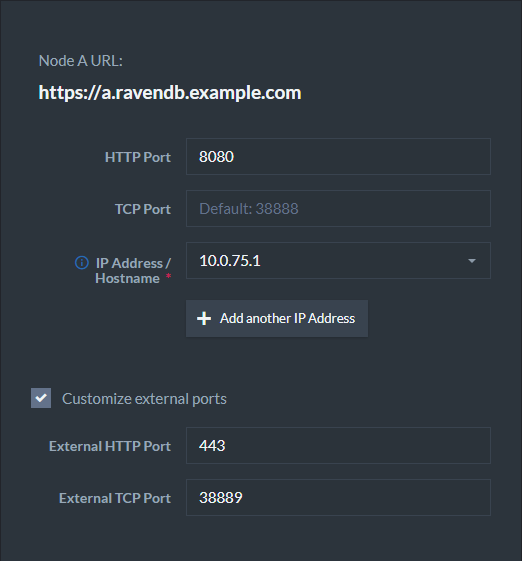 Node A URL:
https://a.ravendb.example.com
HTTP Port 8080
TCP Port Default: 38888
IP Address / Hostname * 10.0.75.1
Add another IP Address
Customize external ports
External HTTP Port 443
External TCP Port 38889